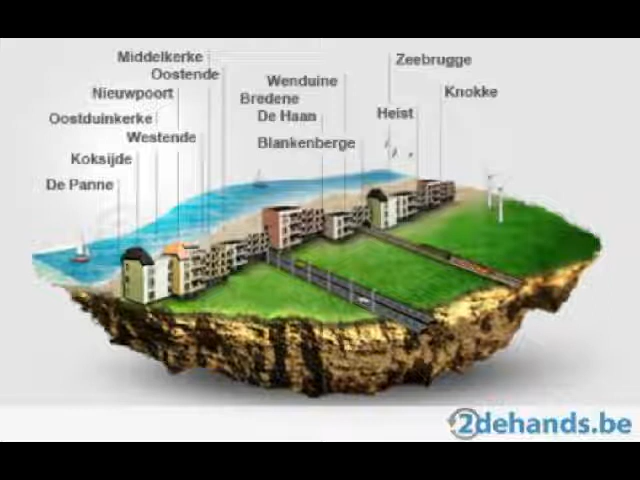 Middelkerke
Oostende
Nieuwpoort
Oostduinkerke
Westende
Koksijde
De Panne
Wenduine
Bredene
De Haan
Blankenberge
Zeebrugge
Knokke
Heist
2dehands.be